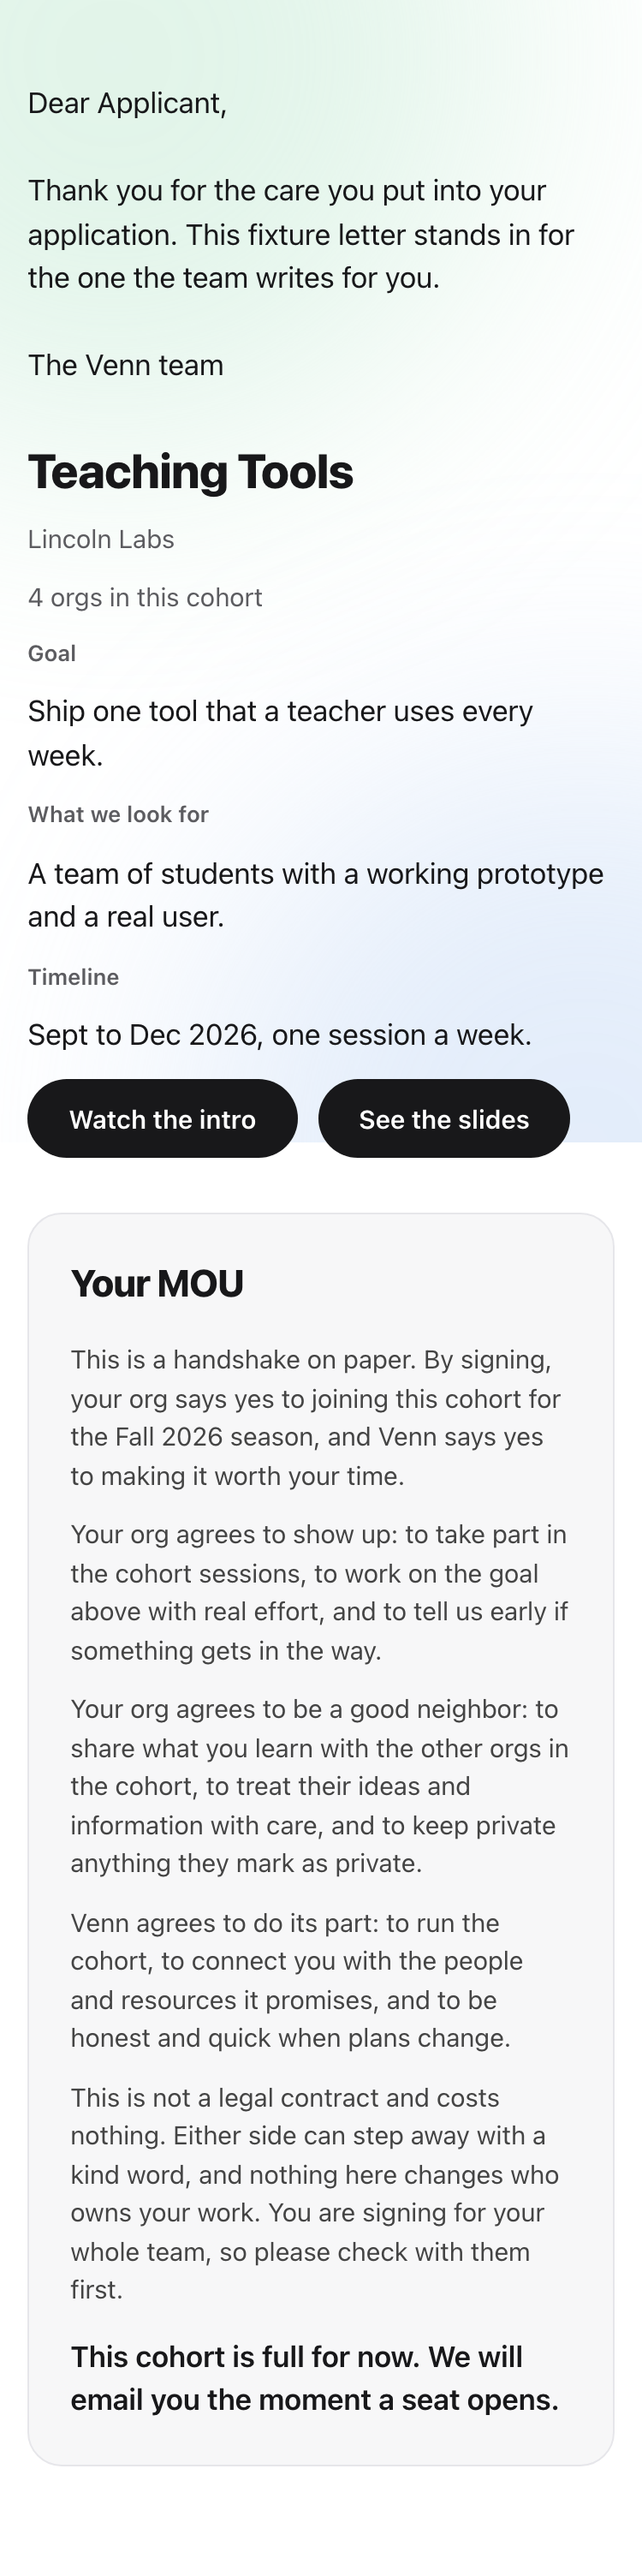 Dear Applicant,
Thank you for the care you put into your
application. This fixture letter stands in for
the one the team writes for you.
The Venn team
Teaching Tools
Lincoln Labs
4 orgs in this cohort
Goal
Ship one tool that a teacher uses every
week.
What we look for
A team of students with a working prototype
and a real user.
Timeline
Sept to Dec 2026, one session a week.
Watch the intro
See the slides
Your MOU
This is a handshake on paper. By signing,
your org says yes to joining this cohort for
the Fall 2026 season, and Venn says yes
to making it worth your time.
Your org agrees to show up: to take part in
the cohort sessions, to work on the goal
above with real effort, and to tell us early if
something gets in the way.
Your org agrees to be a good neighbor: to
share what you learn with the other orgs in
the cohort, to treat their ideas and
information with care, and to keep private
anything they mark as private.
Venn agrees to do its part: to run the
cohort, to connect you with the people
and resources it promises, and to be
honest and quick when plans change.
This is not a legal contract and costs
nothing. Either side can step away with a
kind word, and nothing here changes who
owns your work. You are signing for your
whole team, so please check with them
first.
This cohort is full for now. We will
email you the moment a seat opens.